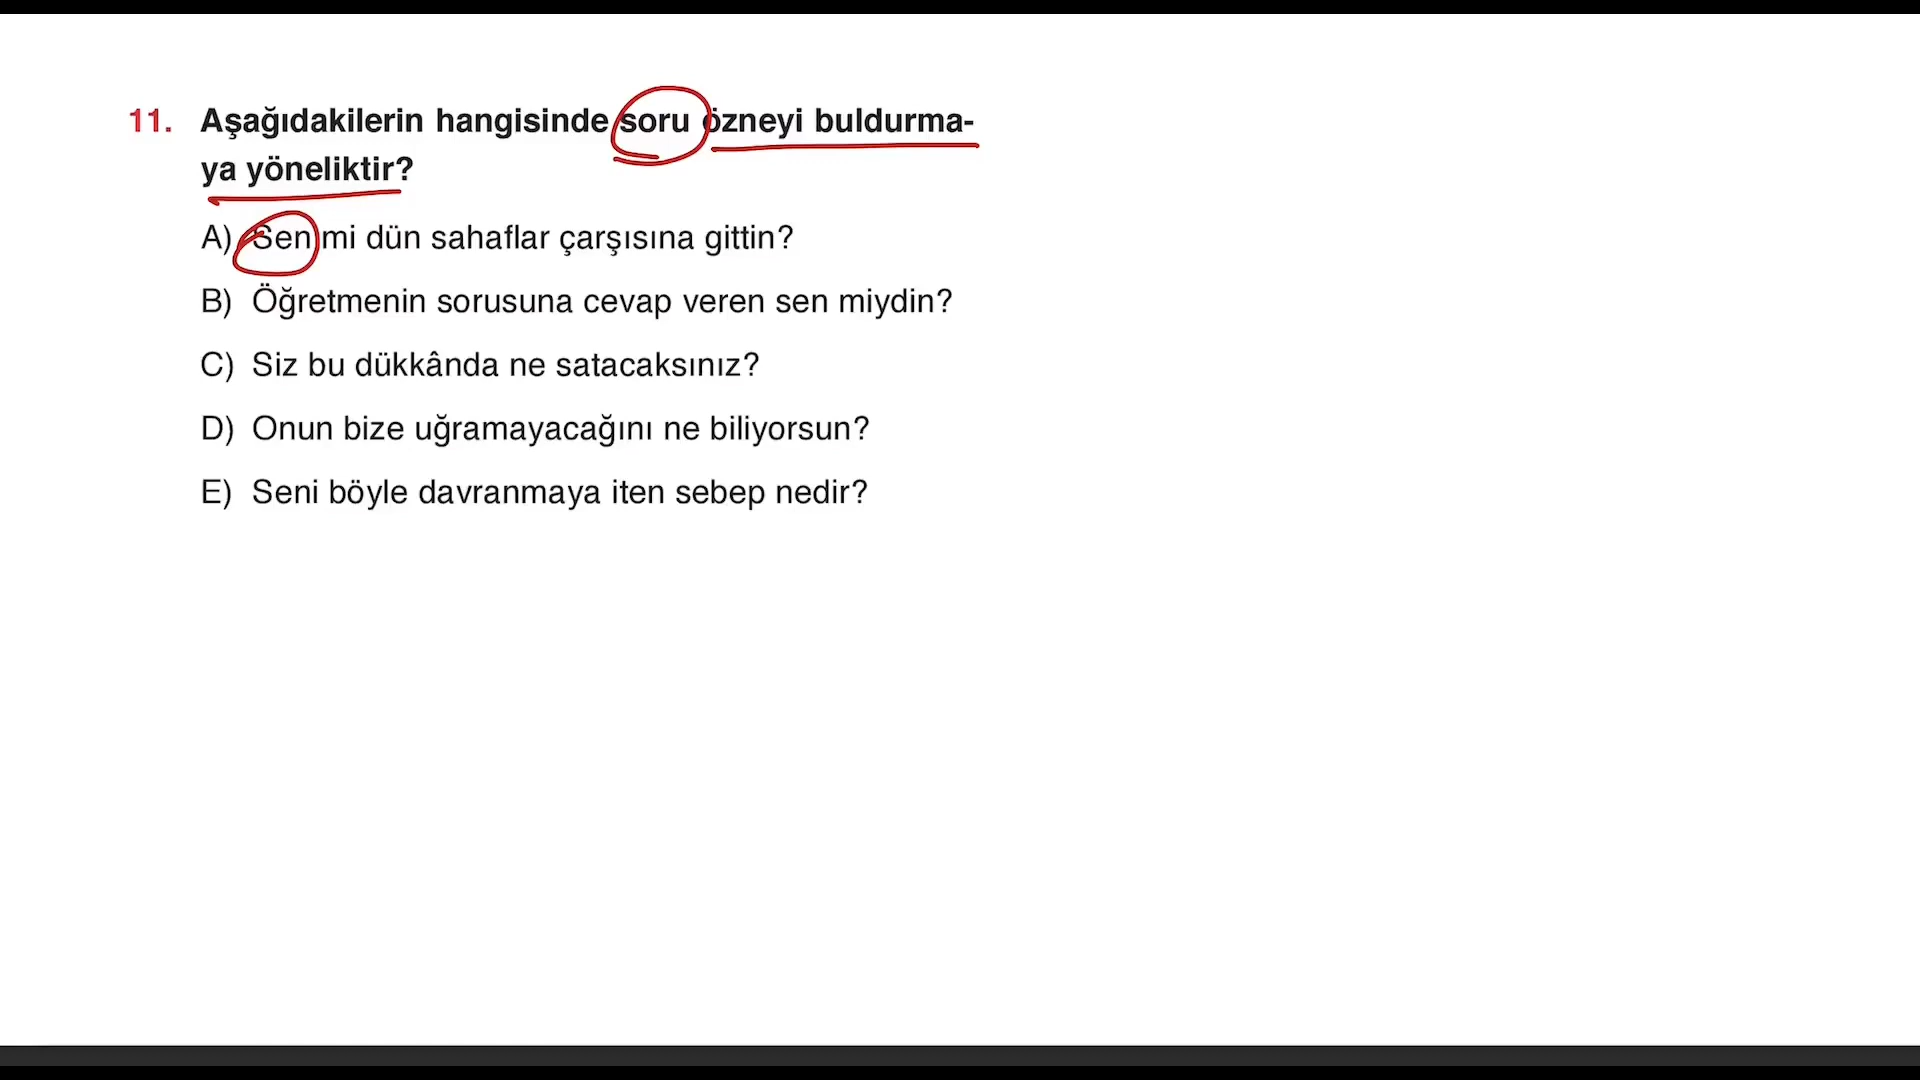 11. Aşağıdakilerin hangisinde soru özneyi buldurma-
ya yöneliktir?
A) Sen mi dün sahaflar çarşısına gittin?
B) Öğretmenin sorusuna cevap veren sen miydin?
C) Siz bu dükkânda ne satacaksınız?
D) Onun bize uğramayacağını ne biliyorsun?
E) Seni böyle davranmaya iten sebep nedir?